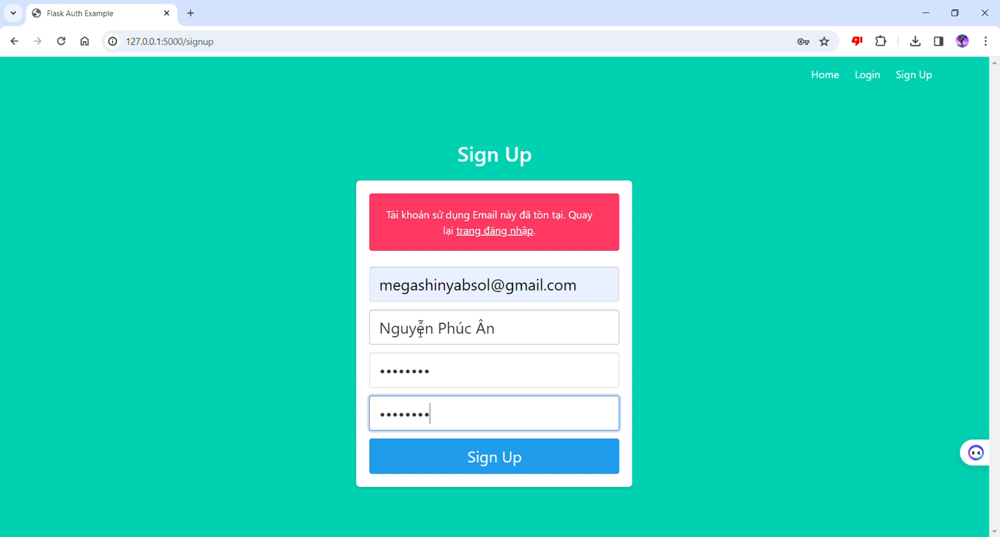 Flask Auth Example
127.0.0.1:5000/signup
Home Login Sign Up
Sign Up
Tài khoản sử dụng Email này đã tồn tại. Quay
lại trang đăng nhập.
megashinyabsol@gmail.com
Nguyễn Phúc Ân
••••••••
••••••••
Sign Up